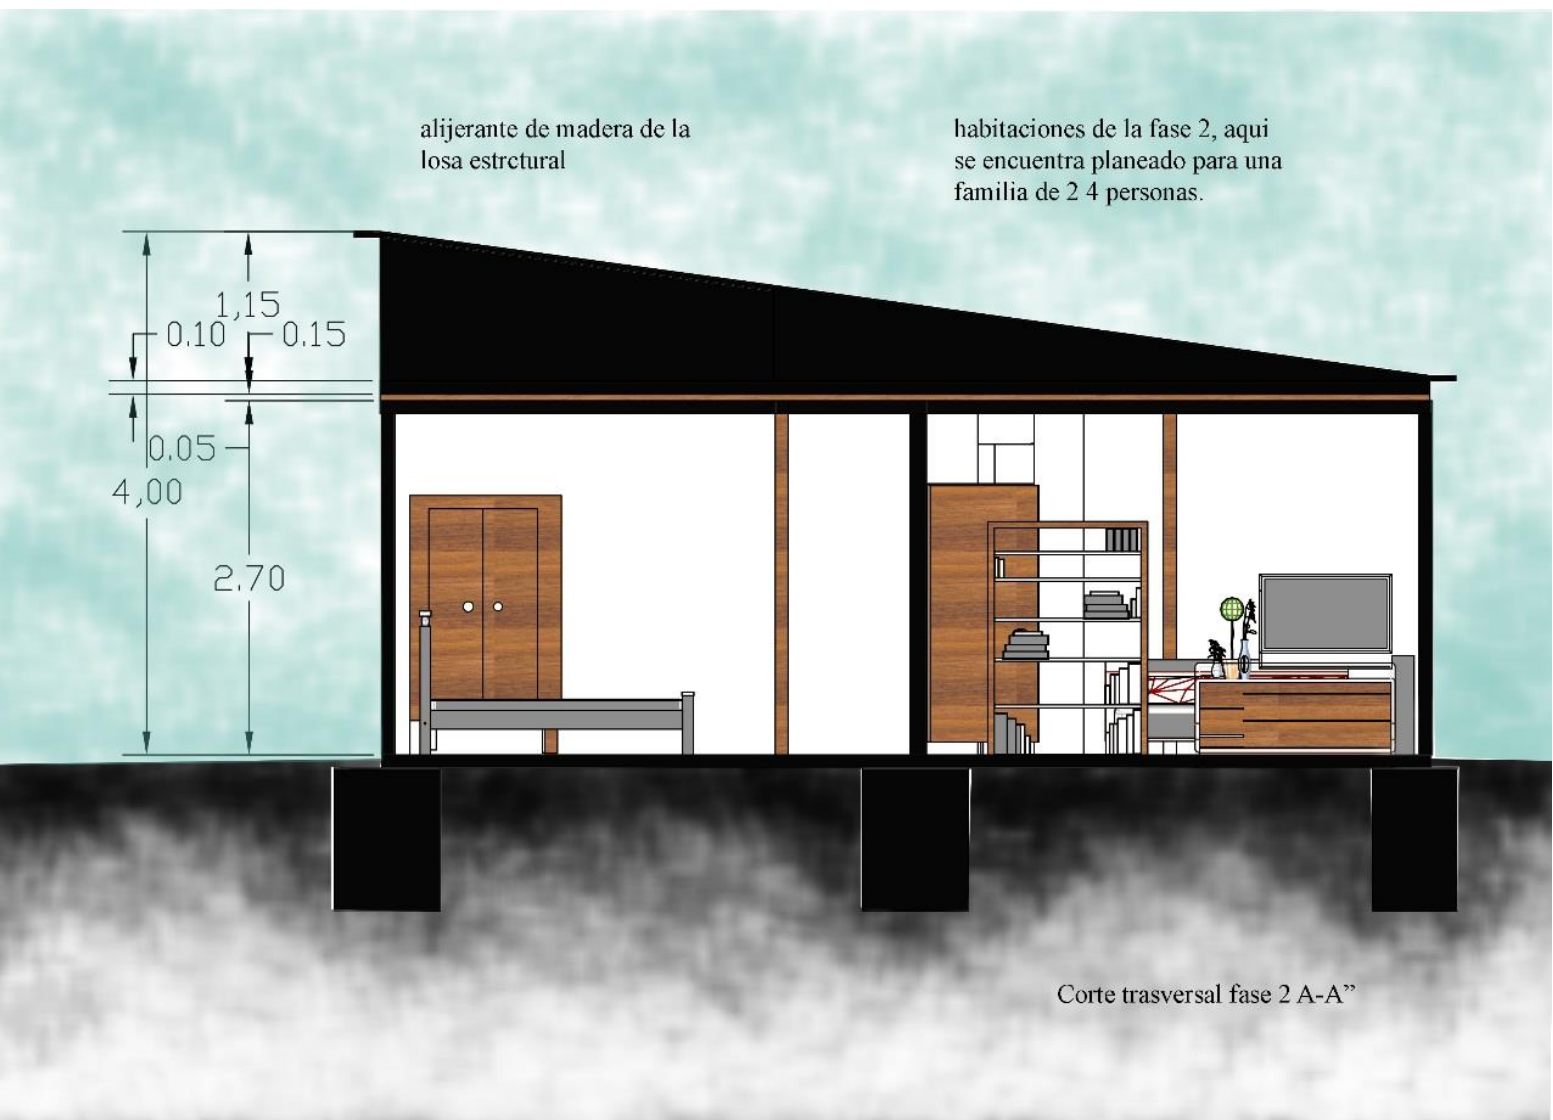 alijerante de madera de la
losa estrctural
habitaciones de la fase 2, aqui
se encuentra planeado para una
familia de 2 4 personas.
1,15
0.10
0.15
0.05
4,00
2.70
Corte trasversal fase 2 A-A”